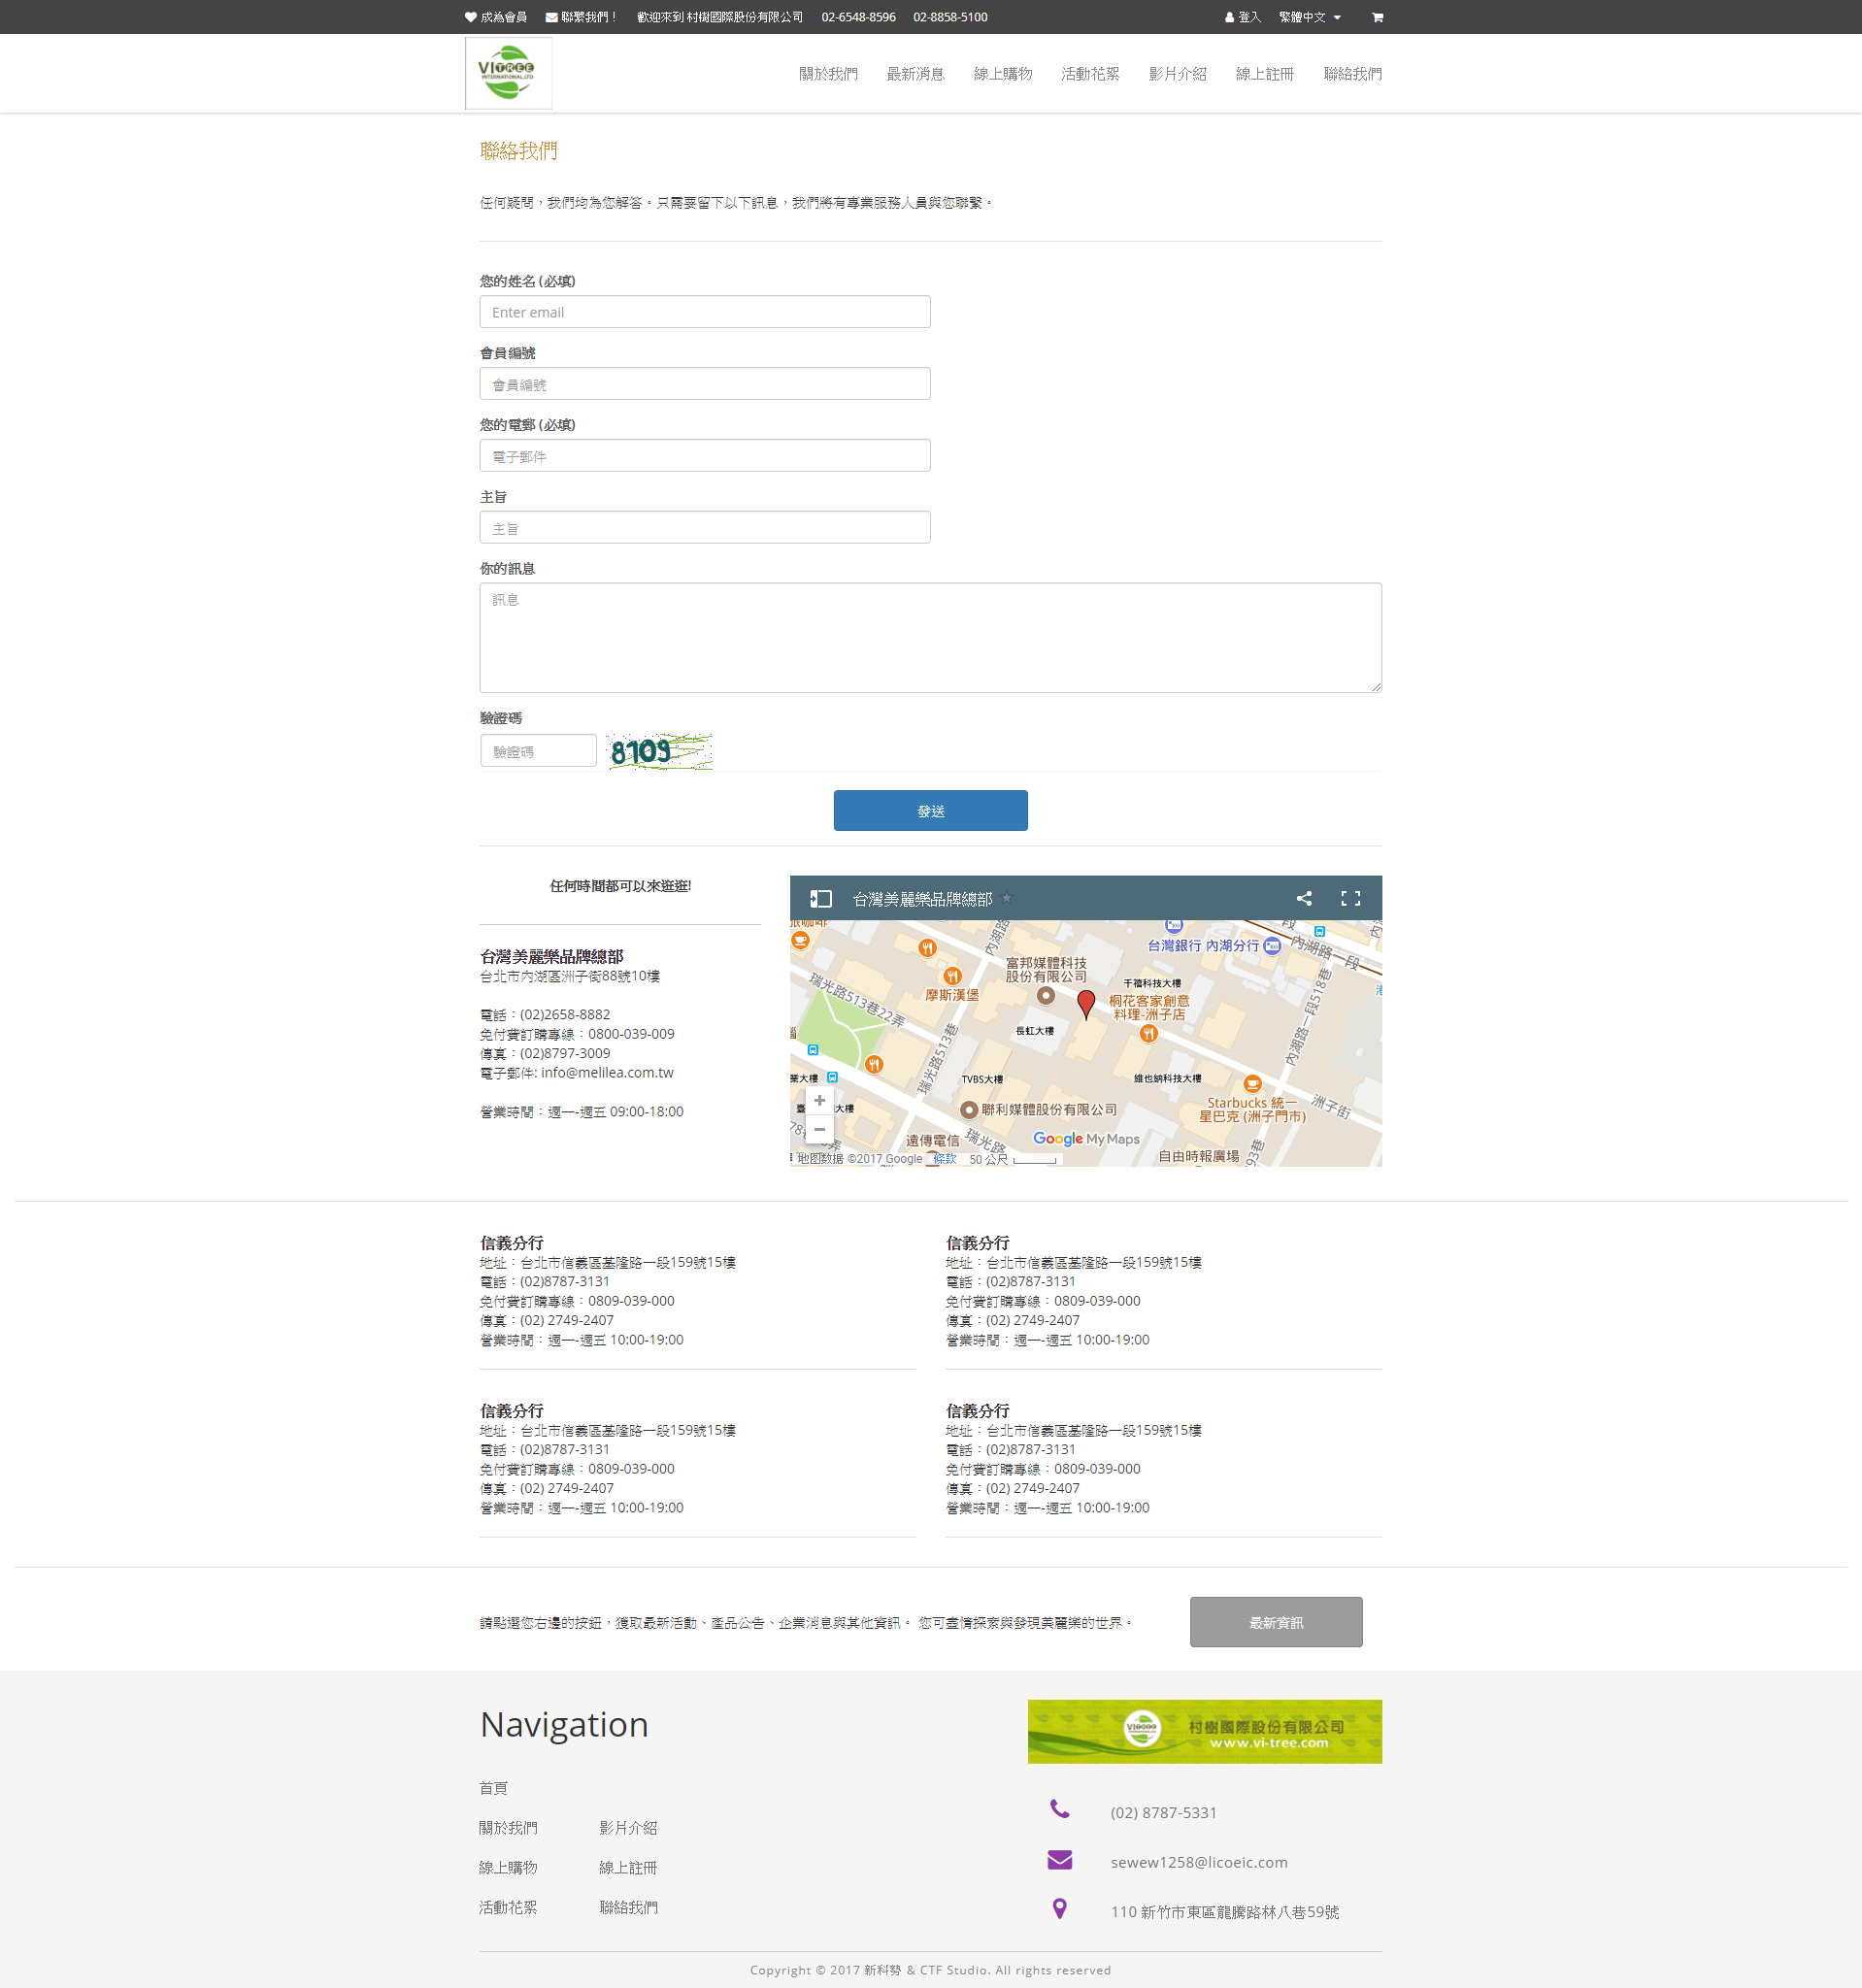 成為會員 聯繫我們！ 歡迎來到 村樹國際股份有限公司 02-6548-8596 02-8858-5100 登入 繁體中文
VITREE
INTERNATIONAL,LTD
關於我們 最新消息 線上購物 活動花絮 影片介紹 線上註冊 聯絡我們
聯絡我們
任何疑問，我們均為您解答。只需要留下以下訊息，我們將有專業服務人員與您聯繫。
您的姓名 (必填)
Enter email
會員編號
會員編號
您的電郵 (必填)
電子郵件
主旨
主旨
你的訊息
訊息
驗證碼
驗證碼 8109
發送
任何時間都可以來逛逛!
台灣美麗樂品牌總部
台北市內湖區洲子街88號10樓
電話：(02)2658-8882
免付費訂購專線：0800-039-009
傳真：(02)8797-3009
電子郵件: info@melilea.com.tw
營業時間：週一-週五 09:00-18:00
台灣美麗樂品牌總部
內湖路
台灣銀行 內湖分行
內湖路一段
富邦媒體科技
股份有限公司
千禧科技大樓
摩斯漢堡
桐花客家創意
料理-洲子店
瑞光路513巷22弄
長虹大樓
瑞光路513巷
內湖路一段518巷
TVBS大樓
維也納科技大樓
聯利媒體股份有限公司
Starbucks 統一
星巴克 (洲子門市)
洲子街
遠傳電信
瑞光路
Google My Maps
自由時報廣場
地图数据 ©2017 Google 條款 50 公尺
信義分行
地址：台北市信義區基隆路一段159號15樓
電話：(02)8787-3131
免付費訂購專線：0809-039-000
傳真：(02) 2749-2407
營業時間：週一-週五 10:00-19:00
信義分行
地址：台北市信義區基隆路一段159號15樓
電話：(02)8787-3131
免付費訂購專線：0809-039-000
傳真：(02) 2749-2407
營業時間：週一-週五 10:00-19:00
信義分行
地址：台北市信義區基隆路一段159號15樓
電話：(02)8787-3131
免付費訂購專線：0809-039-000
傳真：(02) 2749-2407
營業時間：週一-週五 10:00-19:00
信義分行
地址：台北市信義區基隆路一段159號15樓
電話：(02)8787-3131
免付費訂購專線：0809-039-000
傳真：(02) 2749-2407
營業時間：週一-週五 10:00-19:00
請點選您右邊的按鈕，獲取最新活動、產品公告、企業消息與其他資訊。 您可盡情探索與發現美麗樂的世界。
最新資訊
Navigation
首頁
關於我們 影片介紹
線上購物 線上註冊
活動花絮 聯絡我們
村樹國際股份有限公司
www.vi-tree.com
(02) 8787-5331
sewew1258@licoeic.com
110 新竹市東區龍騰路林八巷59號
Copyright © 2017 新科勢 & CTF Studio. All rights reserved